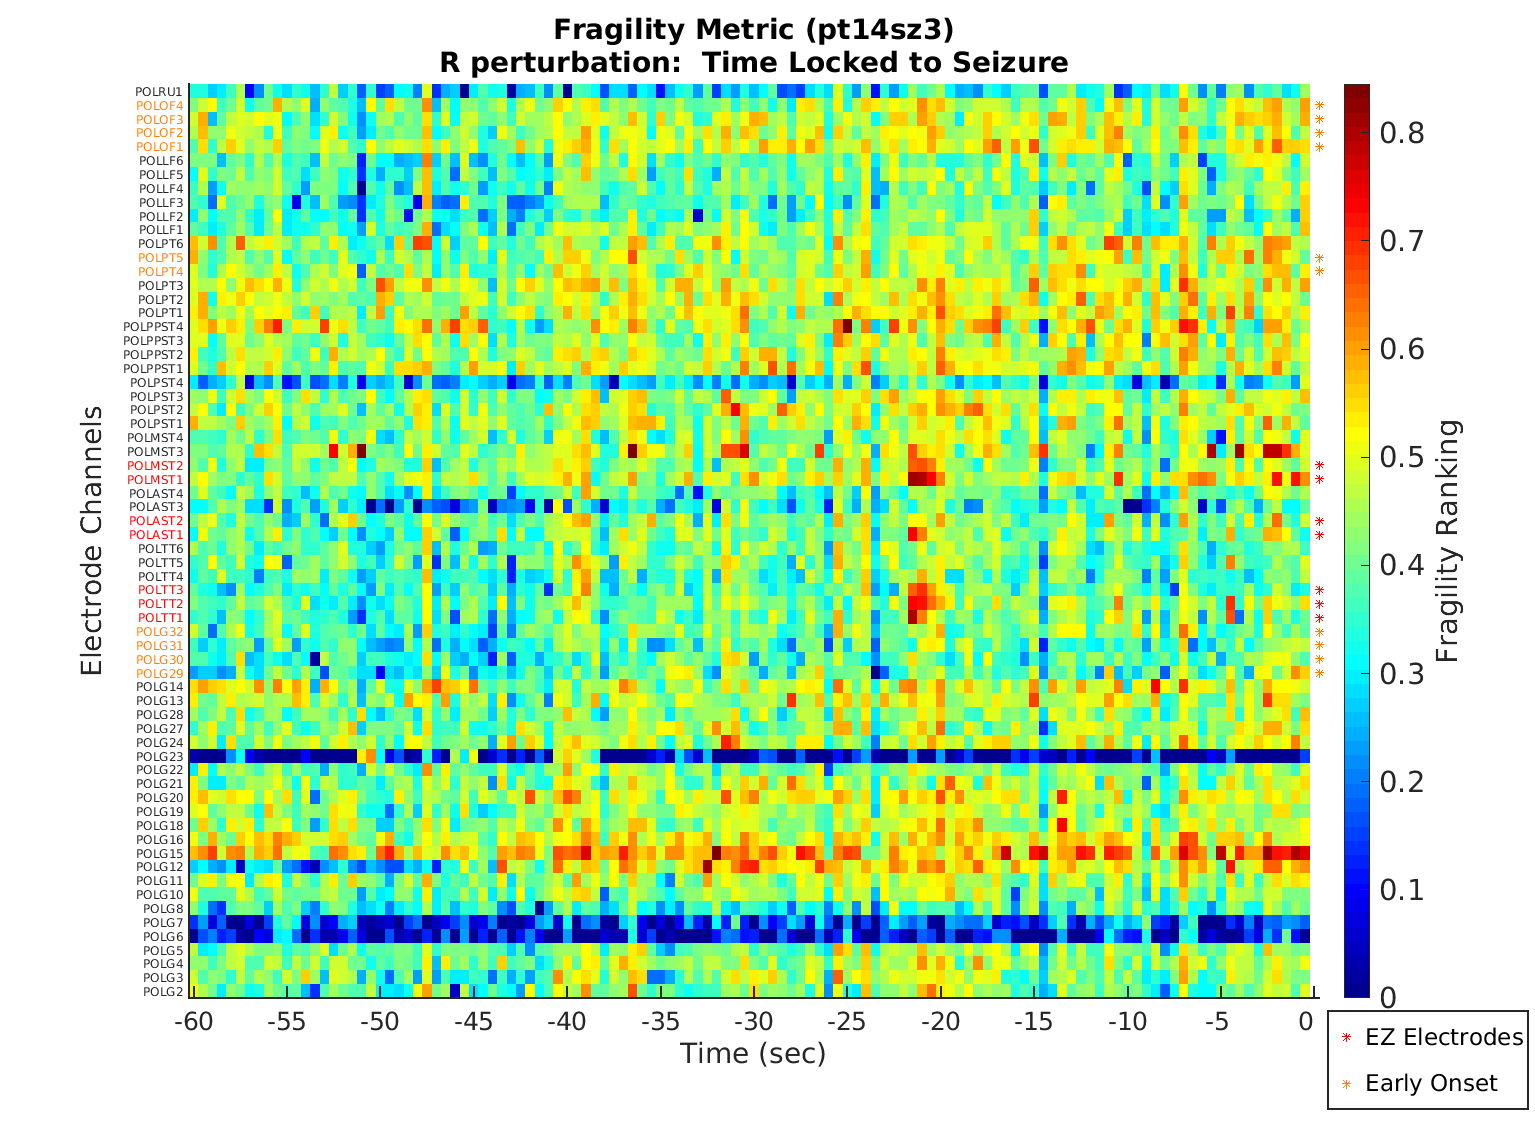 Fragility Metric (pt14sz3)
R perturbation:  Time Locked to Seizure
POLRU1
POLOF4
POLOF3
POLOF2
POLOF1
POLLF6
POLLF5
POLLF4
POLLF3
POLLF2
POLLF1
POLPT6
POLPT5
POLPT4
POLPT3
POLPT2
POLPT1
POLPPST4
POLPPST3
POLPPST2
POLPPST1
POLPST4
POLPST3
POLPST2
POLPST1
POLMST4
POLMST3
POLMST2
POLMST1
POLAST4
POLAST3
POLAST2
POLAST1
POLTT6
POLTT5
POLTT4
POLTT3
POLTT2
POLTT1
POLG32
POLG31
POLG30
POLG29
POLG14
POLG13
POLG28
POLG27
POLG24
POLG23
POLG22
POLG21
POLG20
POLG19
POLG18
POLG16
POLG15
POLG12
POLG11
POLG10
POLG8
POLG7
POLG6
POLG5
POLG4
POLG3
POLG2
Electrode Channels
-60 -55 -50 -45 -40 -35 -30 -25 -20 -15 -10 -5 0
Time (sec)
0.8
0.7
0.6
0.5
0.4
0.3
0.2
0.1
0
Fragility Ranking
EZ Electrodes
Early Onset